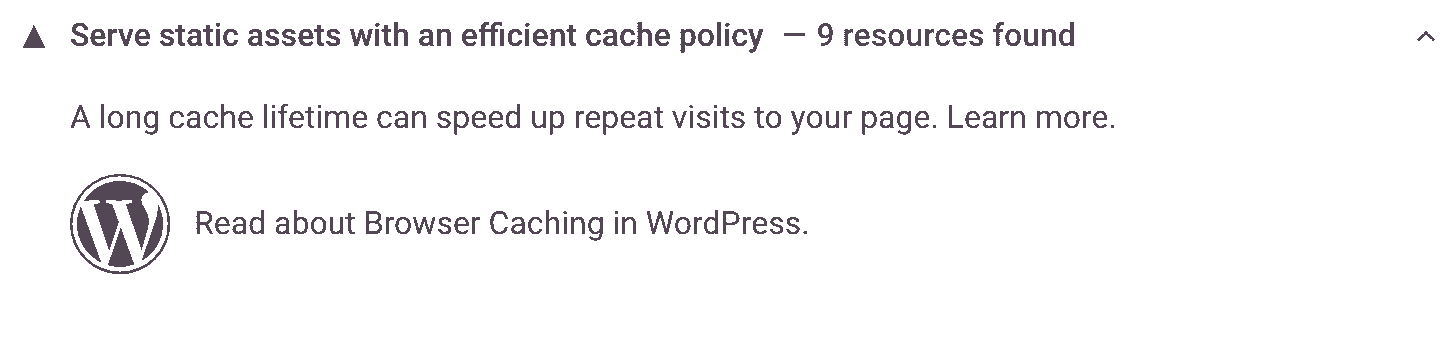 Serve static assets with an efficient cache policy — 9 resources found
A long cache lifetime can speed up repeat visits to your page. Learn more.
Read about Browser Caching in WordPress.